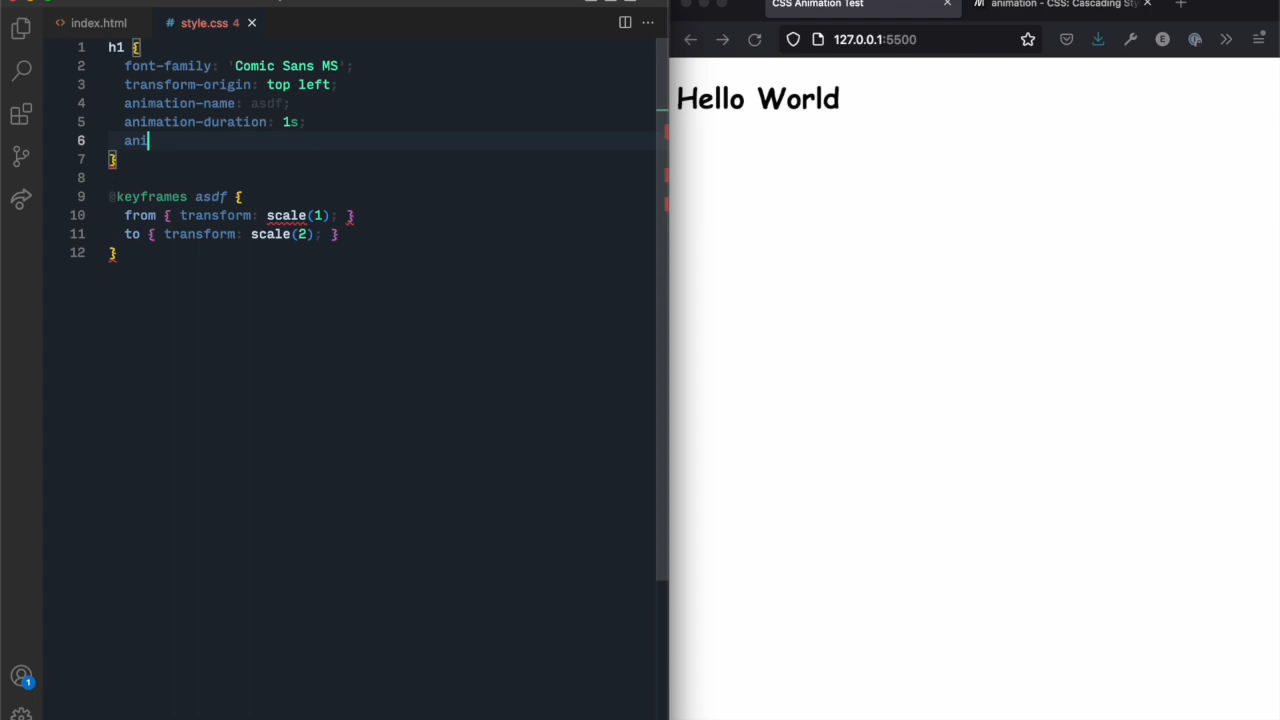 index.html
# style.css 4
CSS Animation Test
animation - CSS: Cascading Sty
127.0.0.1:5500
1 h1 {
2 font-family: 'Comic Sans MS';
3 transform-origin: top left;
4 animation-name: asdf;
5 animation-duration: 1s;
6 ani
7 }
8
9 @keyframes asdf {
10 from { transform: scale(1); }
11 to { transform: scale(2); }
12 }
Hello World
E
1